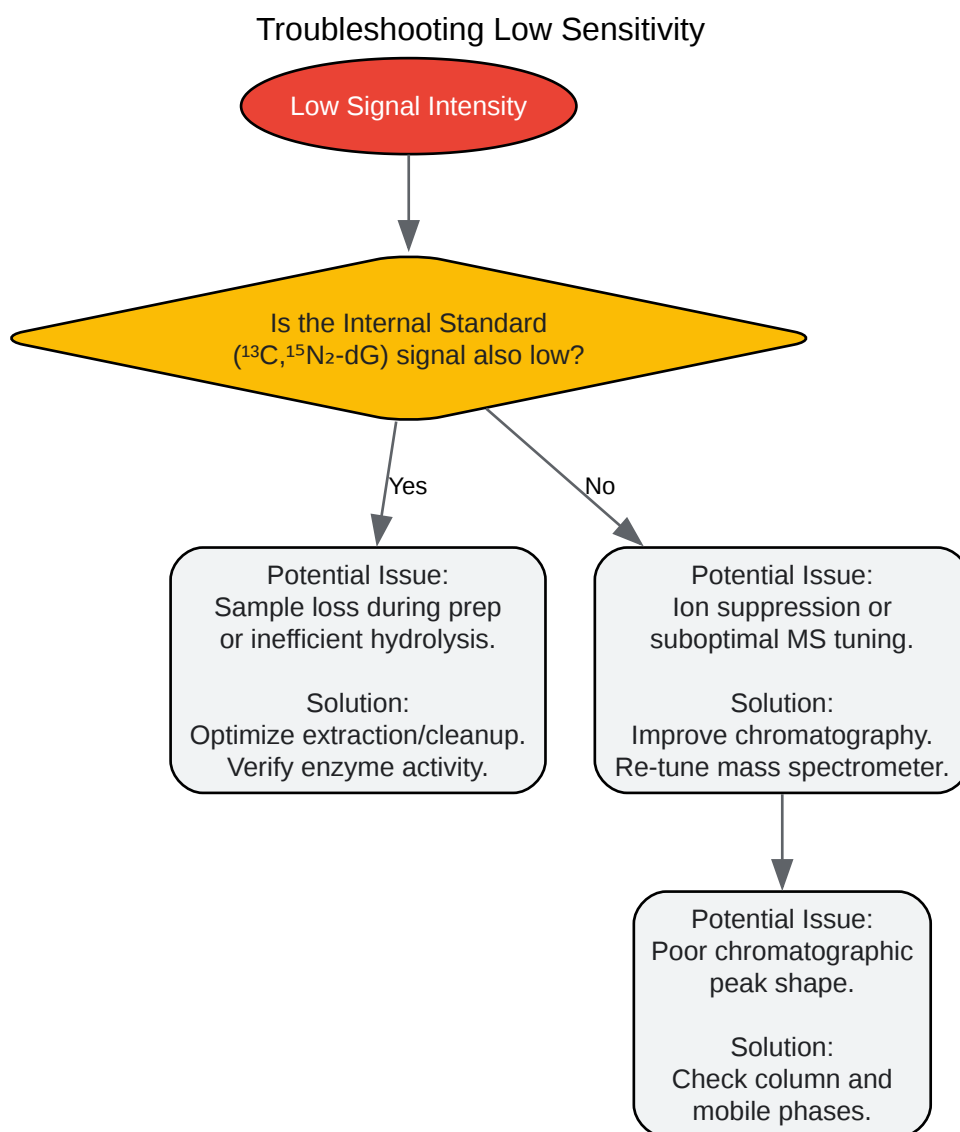 Troubleshooting Low Sensitivity
Low Signal Intensity
Is the Internal Standard
(¹³C,¹⁵N₂-dG) signal also low?
Yes
No
Potential Issue:
Sample loss during prep
or inefficient hydrolysis.
Solution:
Optimize extraction/cleanup.
Verify enzyme activity.
Potential Issue:
Ion suppression or
suboptimal MS tuning.
Solution:
Improve chromatography.
Re-tune mass spectrometer.
Potential Issue:
Poor chromatographic
peak shape.
Solution:
Check column and
mobile phases.